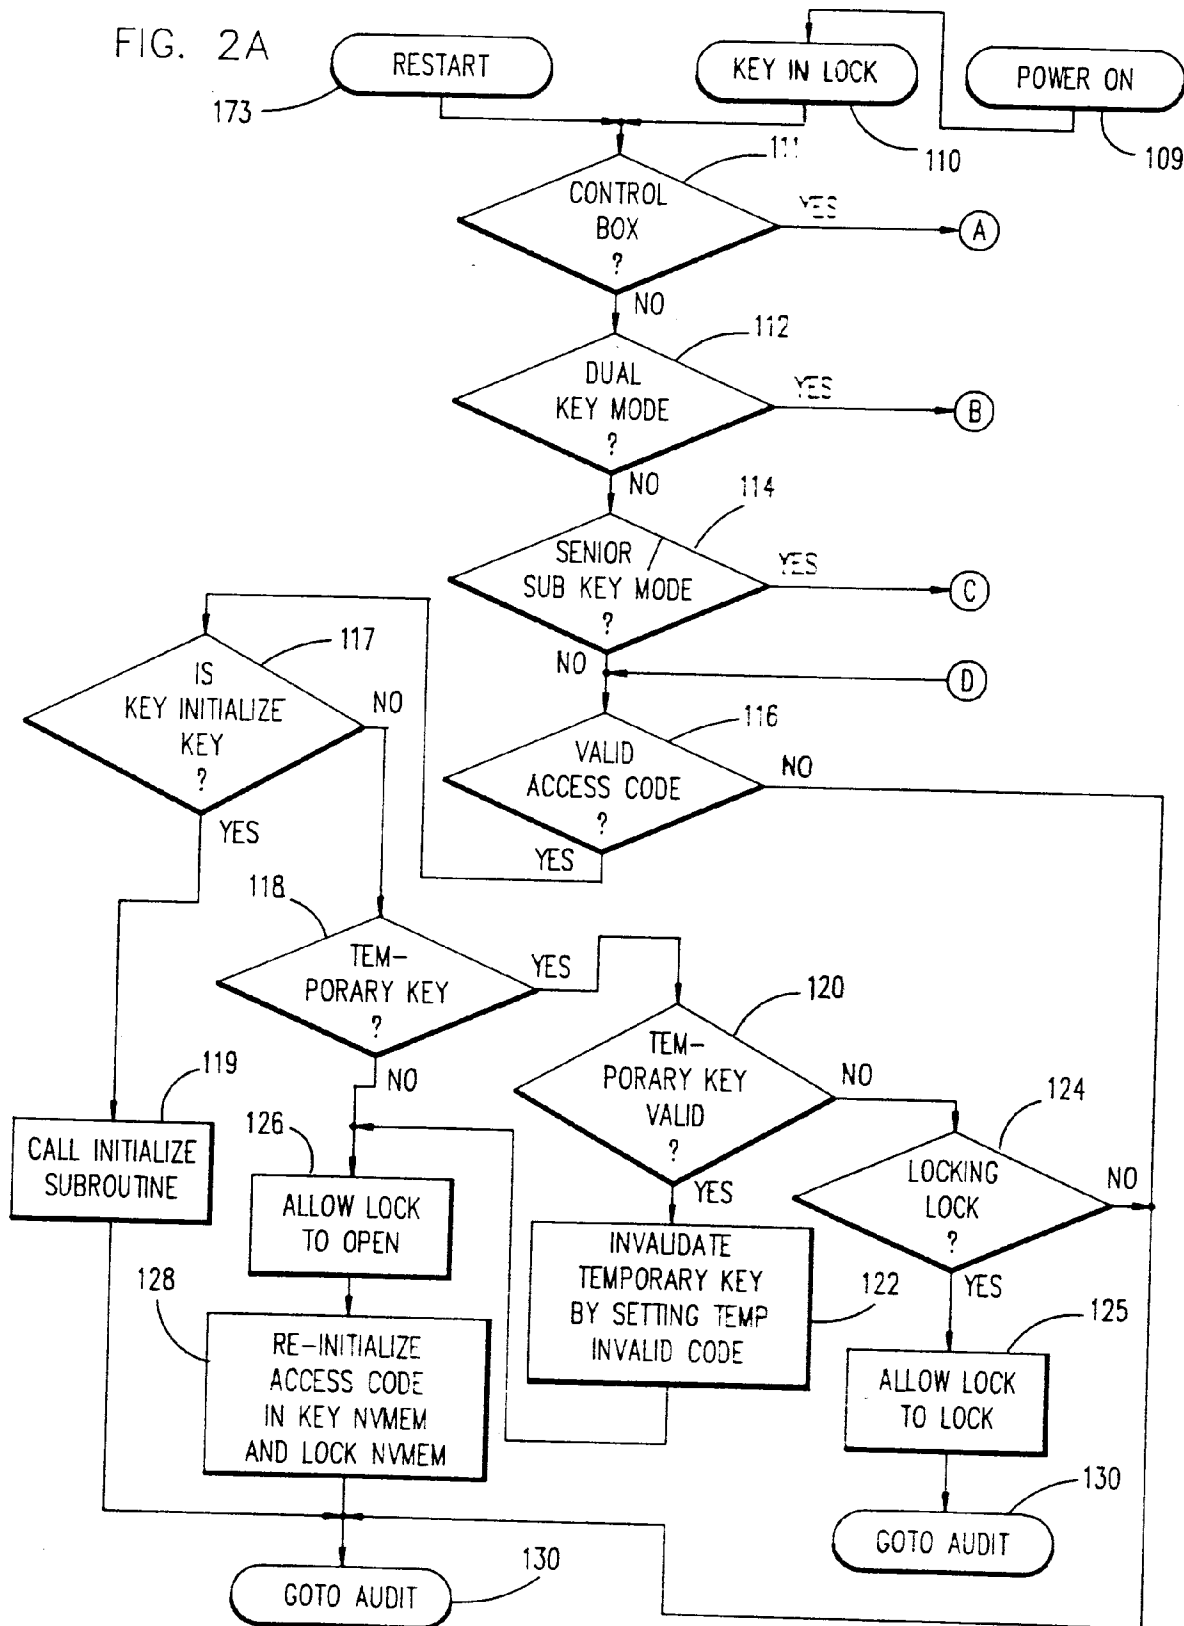 FIG. 2A
RESTART
KEY IN LOCK
POWER ON
173
110
109
111
CONTROL
BOX
?
YES
A
NO
112
DUAL
KEY MODE
?
YES
B
NO
114
SENIOR
SUB KEY MODE
?
YES
C
NO
D
117
IS
KEY INITIALIZE
KEY
?
NO
YES
116
VALID
ACCESS CODE
?
NO
YES
118
TEM-
PORARY KEY
?
YES
NO
120
TEM-
PORARY KEY
VALID
?
NO
YES
119
CALL INITIALIZE
SUBROUTINE
126
ALLOW LOCK
TO OPEN
124
LOCKING
LOCK
?
NO
YES
INVALIDATE
TEMPORARY KEY
BY SETTING TEMP
INVALID CODE
122
128
RE-INITIALIZE
ACCESS CODE
IN KEY NVMEM
AND LOCK NVMEM
125
ALLOW LOCK
TO LOCK
130
GOTO AUDIT
130
GOTO AUDIT